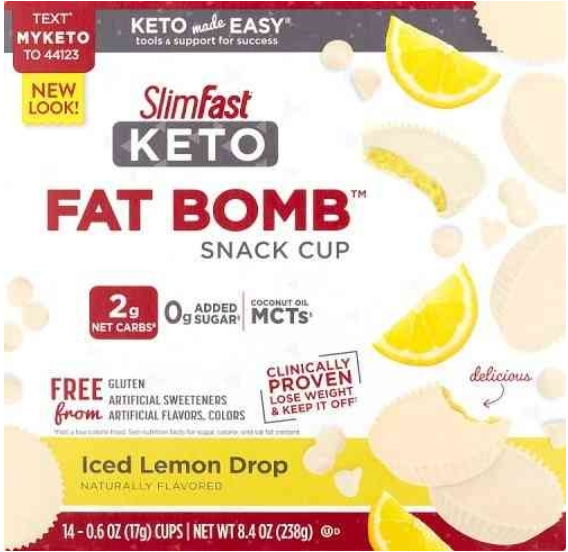 TEXT*
MYKETO
TO 44123
KETO made EASY®
tools & support for success
NEW
LOOK!
SlimFast
KETO
FAT BOMB™
SNACK CUP
2g
NET CARBS
0g ADDED
SUGAR
COCONUT OIL
MCTs
FREE
from
GLUTEN
ARTIFICIAL SWEETENERS
ARTIFICIAL FLAVORS, COLORS
CLINICALLY
PROVEN
LOSE WEIGHT
& KEEP IT OFF
delicious
Iced Lemon Drop
NATURALLY FLAVORED
14 - 0.6 OZ (17g) CUPS | NET WT 8.4 OZ (238g) UD